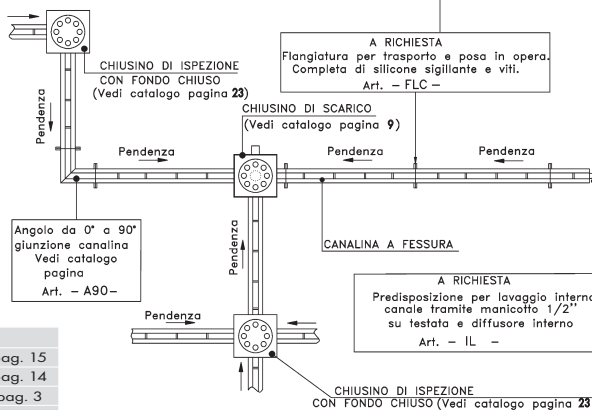 A RICHIESTA
Flangiatura per trasporto e posa in opera.
Completa di silicone sigillante e viti.
Art. – FLC –
CHIUSINO DI ISPEZIONE
CON FONDO CHIUSO
(Vedi catalogo pagina 23)
CHIUSINO DI SCARICO
(Vedi catalogo pagina 9)
Pendenza
Pendenza
Pendenza
Pendenza
Angolo da 0° a 90°
giunzione canalina
Vedi catalogo
pagina
Art. – A90–
Pendenza
CANALINA A FESSURA
A RICHIESTA
Predisposizione per lavaggio interno
canale tramite manicotto 1/2''
su testata e diffusore interno
Art. – IL –
Pendenza
pag. 15
pag. 14
pag. 3
CHIUSINO DI ISPEZIONE
CON FONDO CHIUSO (Vedi catalogo pagina 23